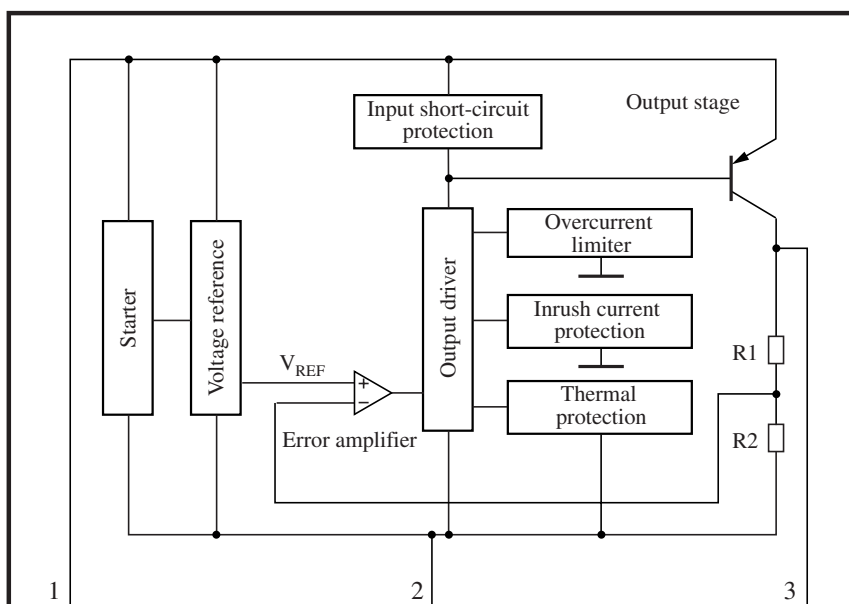 Input short-circuit
protection
Output stage
Starter
Voltage reference
Output driver
Overcurrent
limiter
Inrush current
protection
Thermal
protection
VREF
+
−
Error amplifier
R1
R2
1
2
3